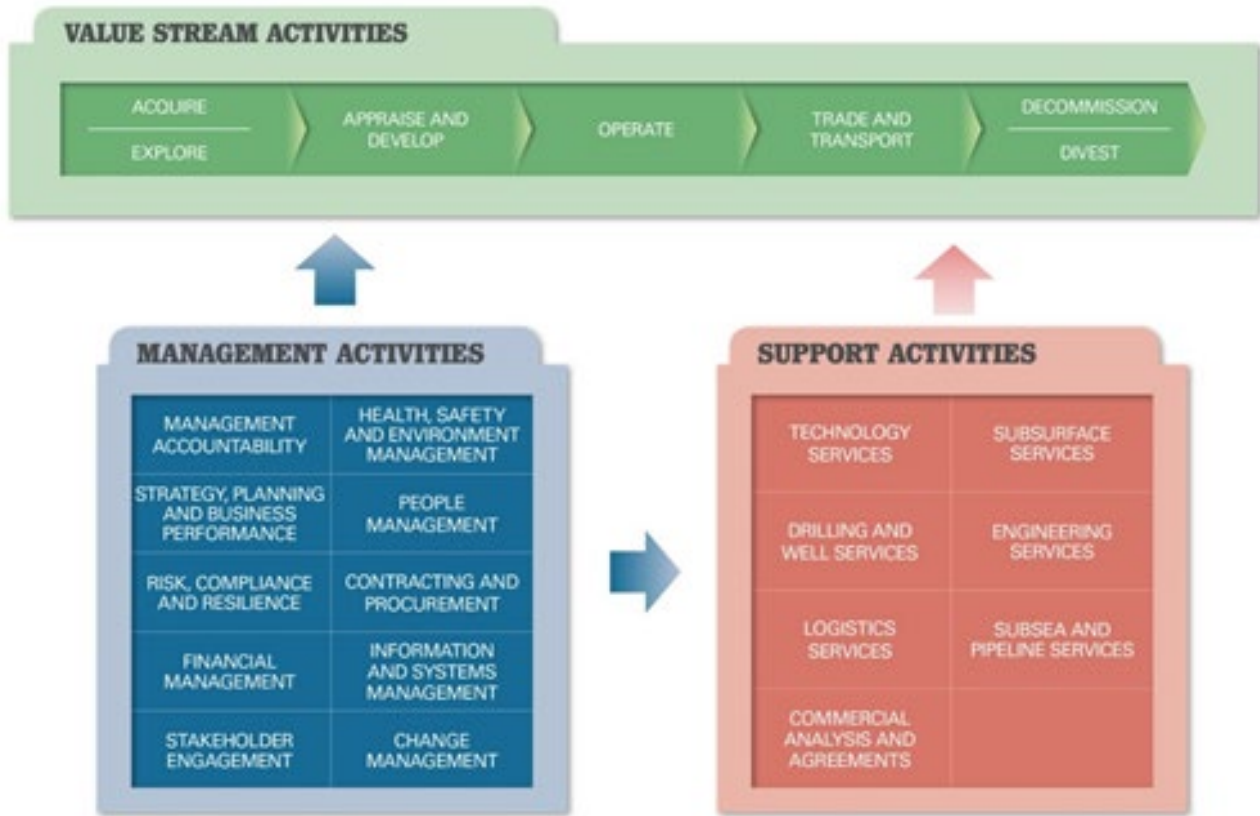 VALUE STREAM ACTIVITIES
ACQUIRE
EXPLORE
APPRAISE AND
DEVELOP
OPERATE
TRADE AND
TRANSPORT
DECOMMISSION
DIVEST
MANAGEMENT ACTIVITIES
MANAGEMENT
ACCOUNTABILITY
HEALTH, SAFETY
AND ENVIRONMENT
MANAGEMENT
STRATEGY, PLANNING
AND BUSINESS
PERFORMANCE
PEOPLE
MANAGEMENT
RISK, COMPLIANCE
AND RESILIENCE
CONTRACTING AND
PROCUREMENT
FINANCIAL
MANAGEMENT
INFORMATION
AND SYSTEMS
MANAGEMENT
STAKEHOLDER
ENGAGEMENT
CHANGE
MANAGEMENT
SUPPORT ACTIVITIES
TECHNOLOGY
SERVICES
SUBSURFACE
SERVICES
DRILLING AND
WELL SERVICES
ENGINEERING
SERVICES
LOGISTICS
SERVICES
SUBSEA AND
PIPELINE SERVICES
COMMERCIAL
ANALYSIS AND
AGREEMENTS